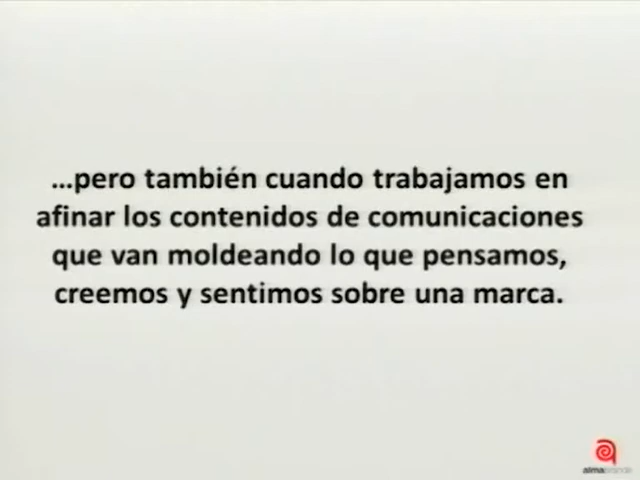 ...pero también cuando trabajamos en
afinar los contenidos de comunicaciones
que van moldeando lo que pensamos,
creemos y sentimos sobre una marca.
almabrands